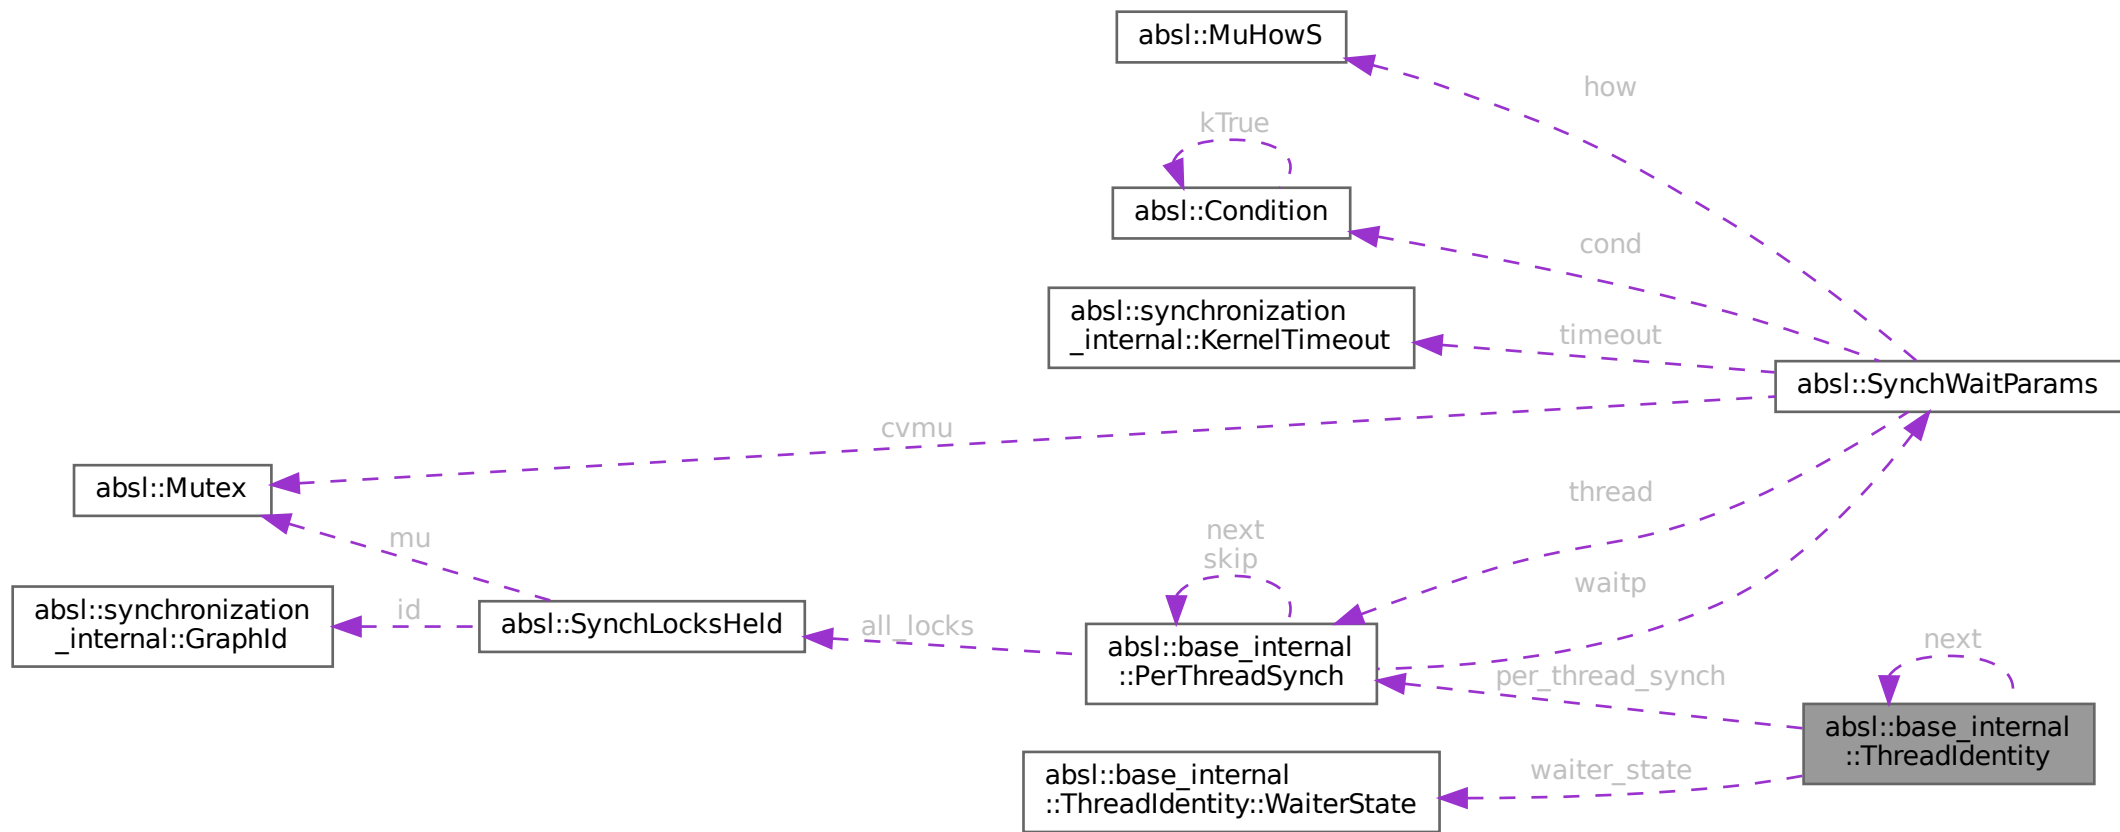 absl::MuHowS
how
kTrue
absl::Condition
cond
absl::synchronization
_internal::KernelTimeout
timeout
absl::SynchWaitParams
cvmu
absl::Mutex
thread
mu
next
skip
waitp
absl::synchronization
_internal::GraphId
id
absl::SynchLocksHeld
all_locks
absl::base_internal
::PerThreadSynch
per_thread_synch
next
absl::base_internal
::ThreadIdentity
waiter_state
absl::base_internal
::ThreadIdentity::WaiterState